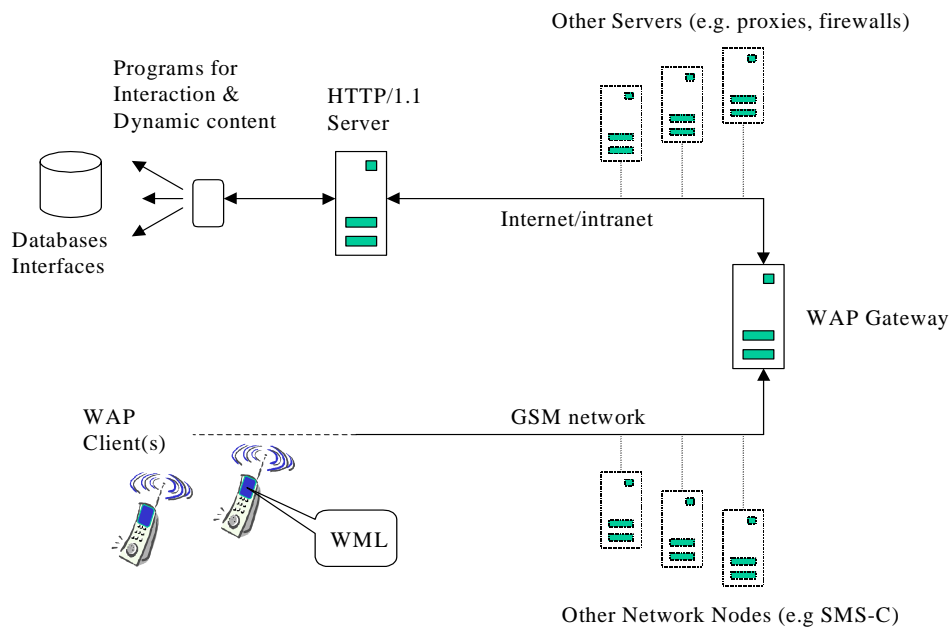 Other Servers (e.g. proxies, firewalls)
Programs for
Interaction &
Dynamic content
HTTP/1.1
Server
Internet/intranet
Databases
Interfaces
WAP Gateway
GSM network
WAP
Client(s)
WML
Other Network Nodes (e.g SMS-C)